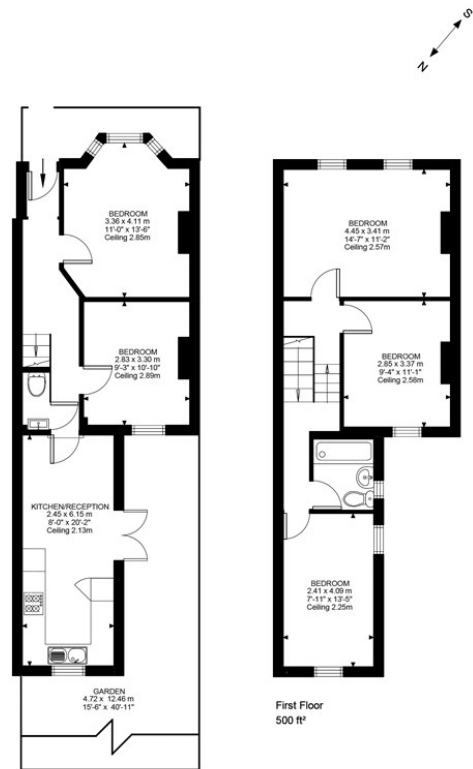 S
N
BEDROOM
3.36 x 4.11 m
11'-0" x 13'-6"
Ceiling 2.85m
BEDROOM
2.83 x 3.30 m
9'-3" x 10'-10"
Ceiling 2.89m
KITCHEN/RECEPTION
2.45 x 6.15 m
8'-0" x 20'-2"
Ceiling 2.13m
GARDEN
4.72 x 12.46 m
15'-6" x 40'-11"
BEDROOM
4.45 x 3.41 m
14'-7" x 11'-2"
Ceiling 2.57m
BEDROOM
2.85 x 3.37 m
9'-4" x 11'-1"
Ceiling 2.56m
BEDROOM
2.41 x 4.09 m
7'-11" x 13'-5"
Ceiling 2.25m
First Floor
500 ft²